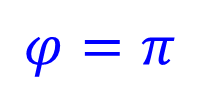 φ = π